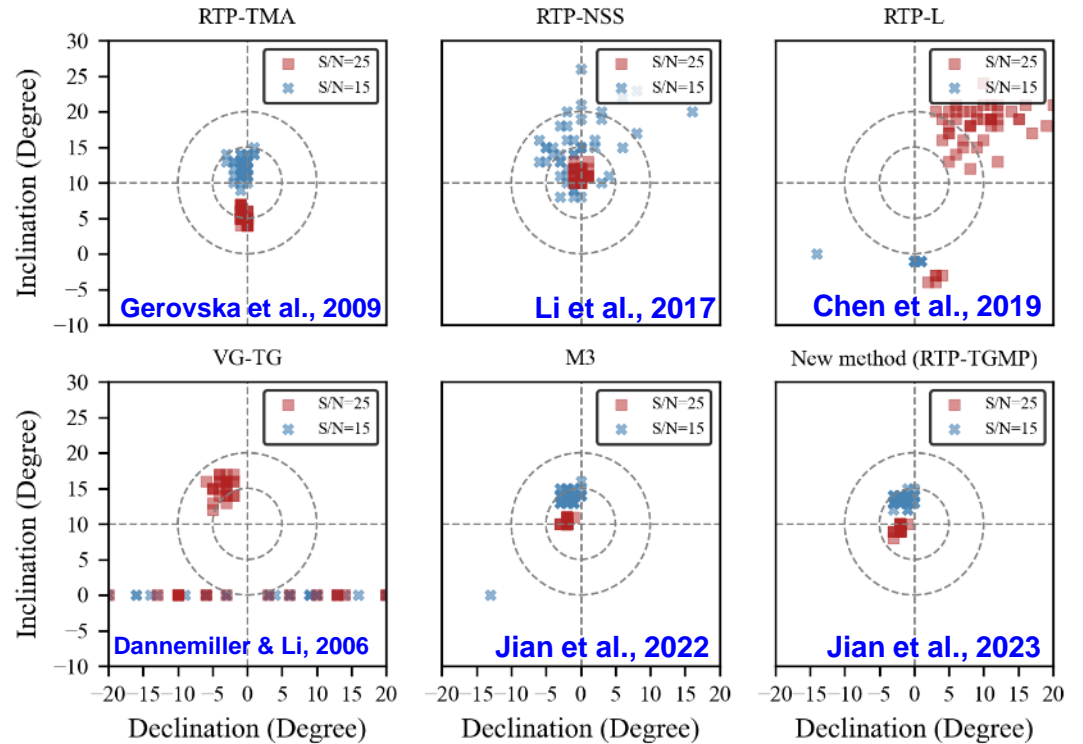 RTP-TMA
RTP-NSS
RTP-L
30
25
20
15
10
5
0
−5
−10
Inclination (Degree)
S/N=25
S/N=15
Gerovska et al., 2009
S/N=25
S/N=15
Li et al., 2017
S/N=25
S/N=15
Chen et al., 2019
VG-TG
M3
New method (RTP-TGMP)
30
25
20
15
10
5
0
−5
−10
Inclination (Degree)
S/N=25
S/N=15
Dannemiller & Li, 2006
S/N=25
S/N=15
Jian et al., 2022
S/N=25
S/N=15
Jian et al., 2023
−20 −15 −10 −5 0 5 10 15 20
−20 −15 −10 −5 0 5 10 15 20
−20 −15 −10 −5 0 5 10 15 20
Declination (Degree)
Declination (Degree)
Declination (Degree)